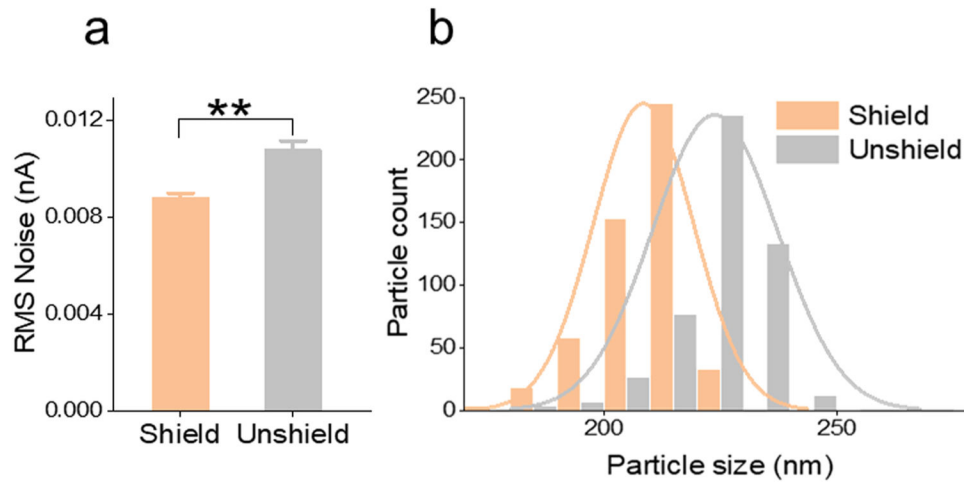 a
RMS Noise (nA)
0.012
0.008
0.004
0.000
**
Shield Unshield
b
Particle count
250
200
150
100
50
0
Shield
Unshield
200 250
Particle size (nm)